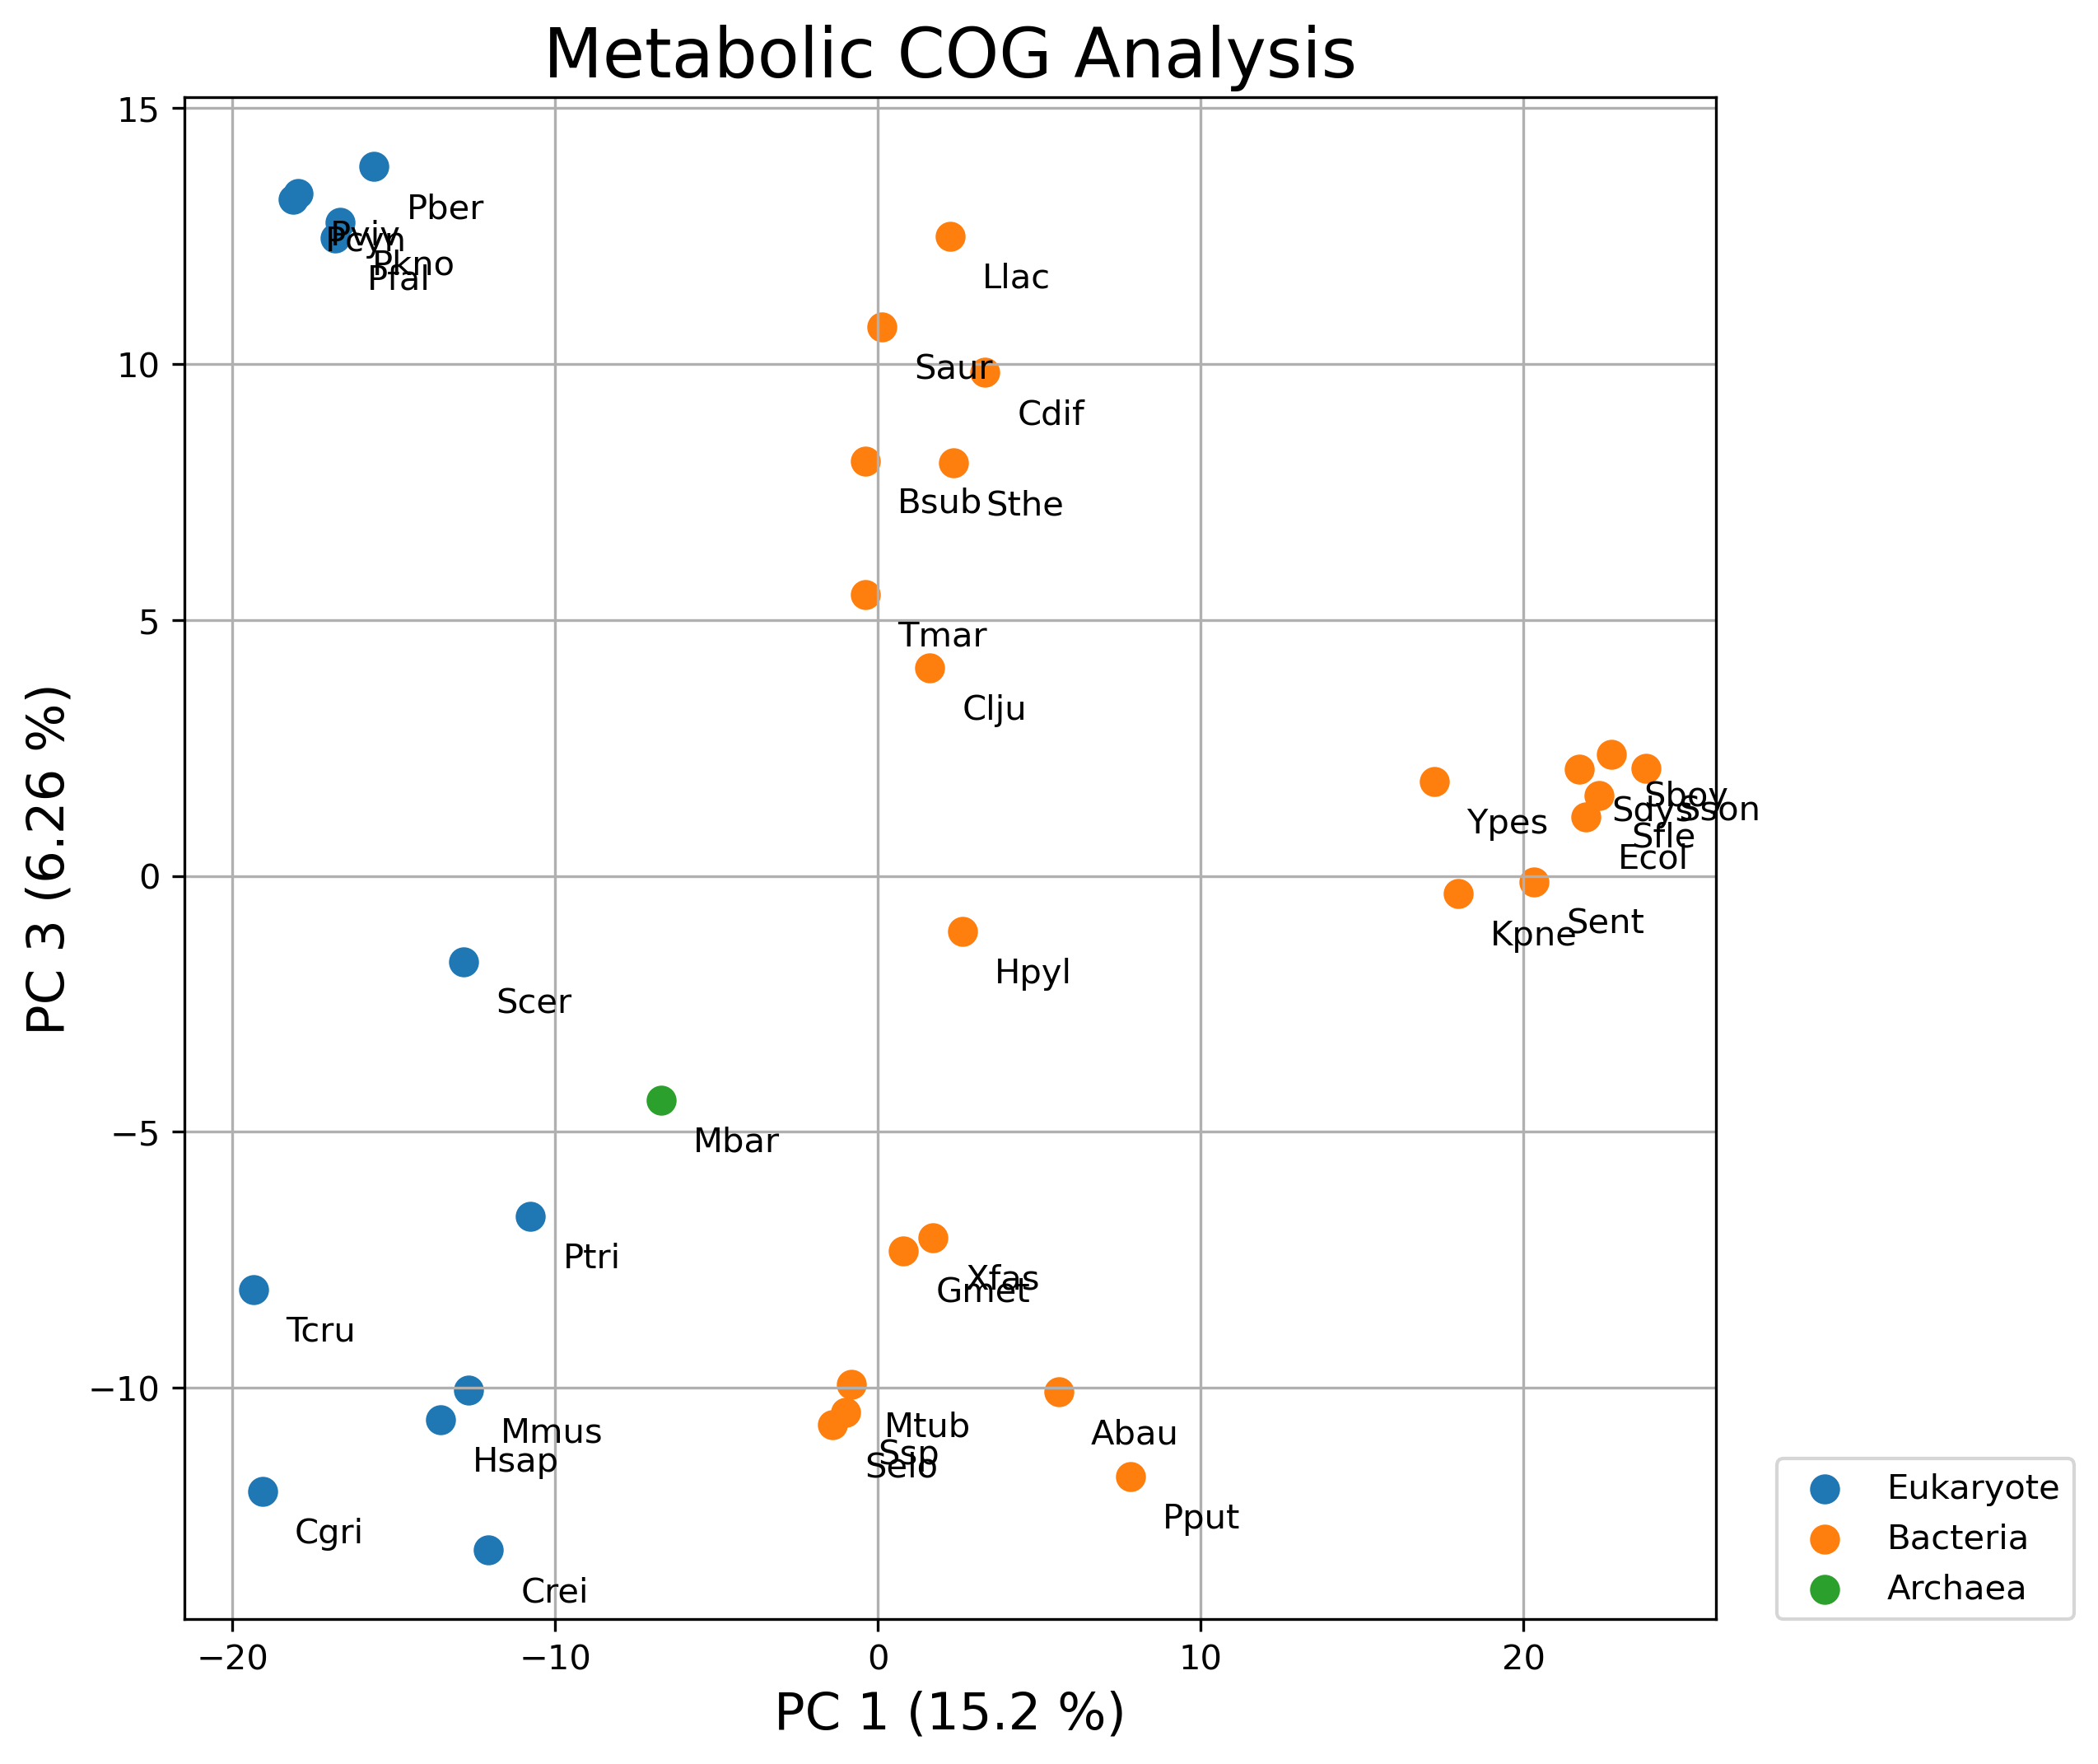 Metabolic COG Analysis
15
10
5
0
−5
−10
PC 3 (6.26 %)
Pber
Pviv
Pcyn
Pkno
Pfal
Llac
Saur
Cdif
Bsub
Sthe
Tmar
Clju
Sboy
Sdys
Sson
Ypes
Sfle
Ecol
Sent
Kpne
Hpyl
Scer
Mbar
Ptri
Xfas
Gmet
Tcru
Mmus
Mtub
Abau
Hsap
Ssp
Selo
Pput
Cgri
Crei
−20
−10
0
10
20
PC 1 (15.2 %)
Eukaryote
Bacteria
Archaea